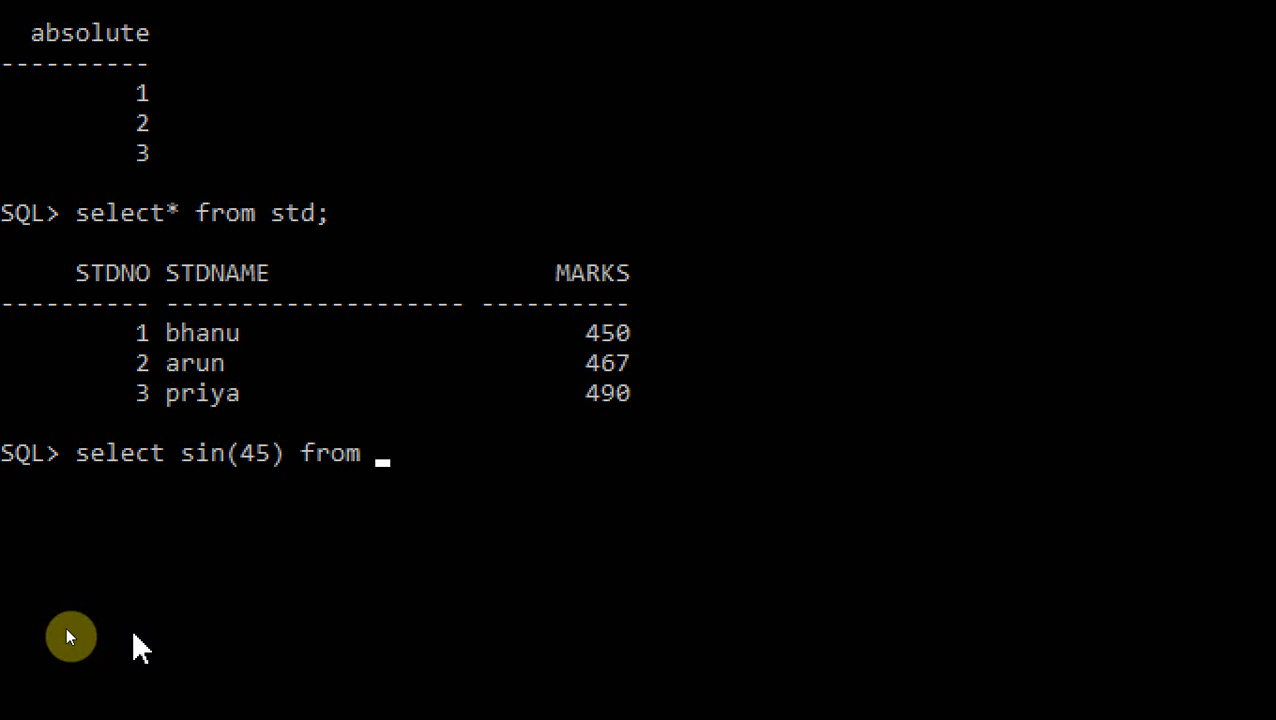 absolute
----------
1
2
3
SQL> select* from std;
STDNO STDNAME MARKS
---------- -------------------- ----------
1 bhanu 450
2 arun 467
3 priya 490
SQL> select sin(45) from _